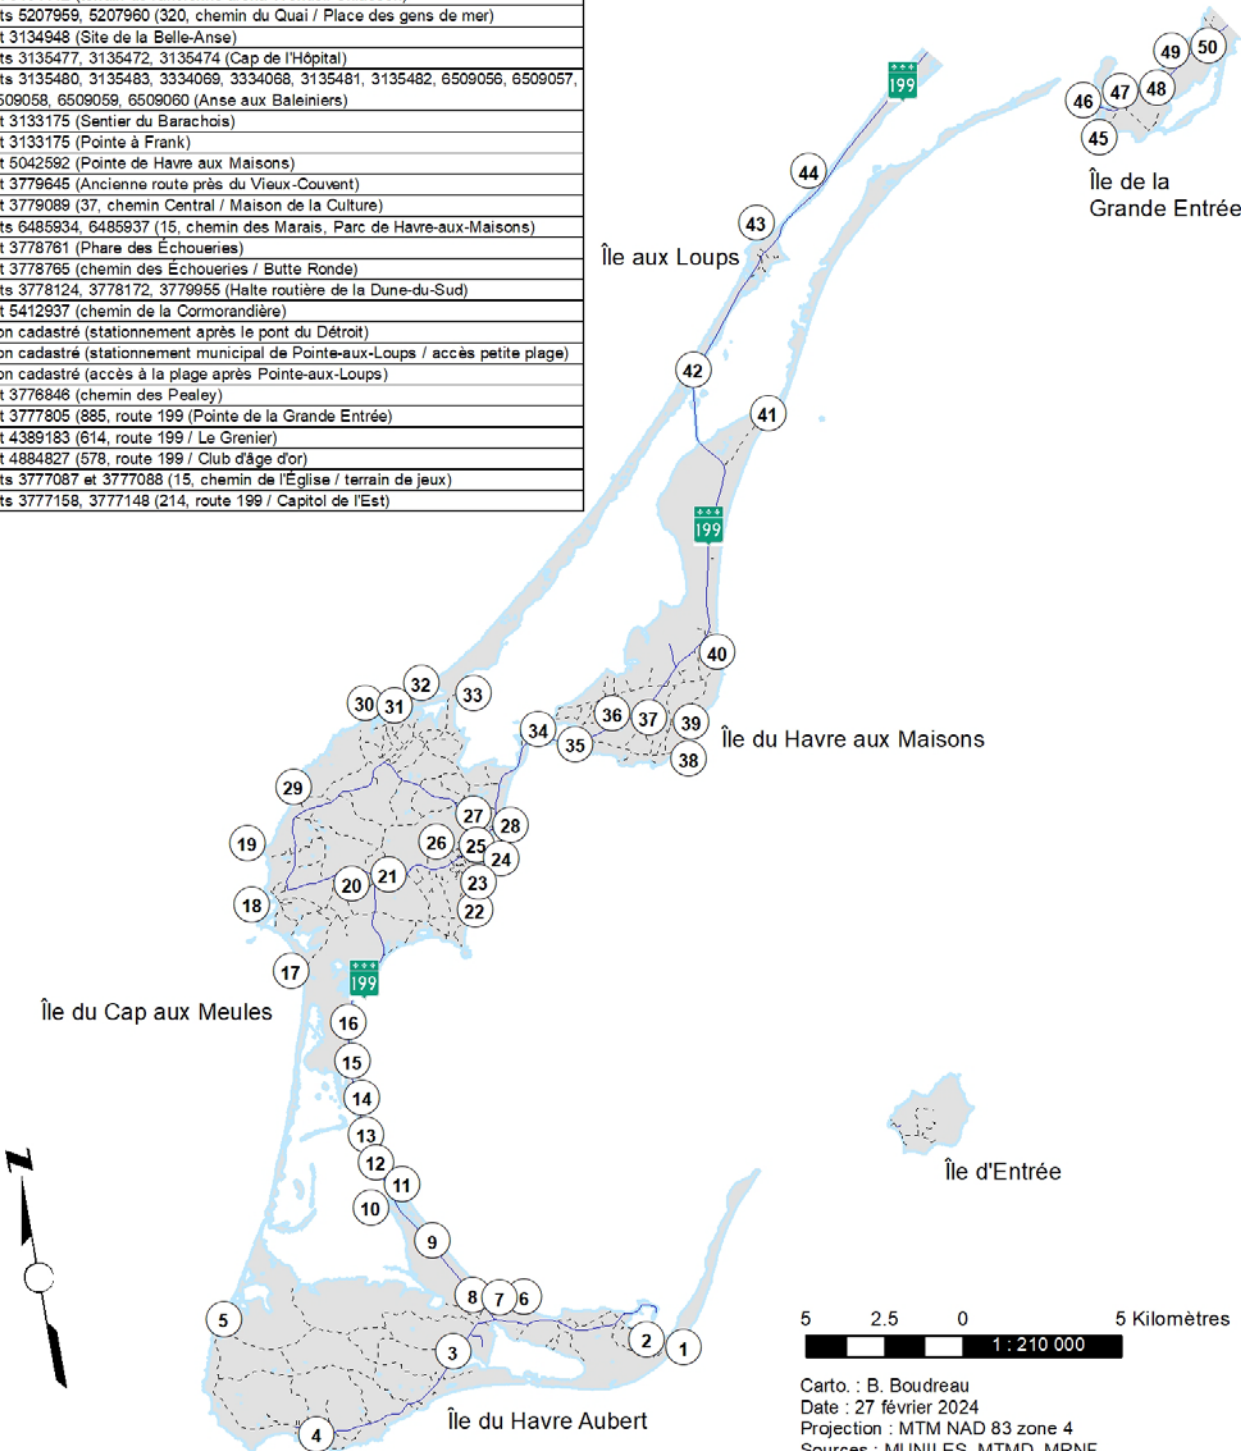 ts 5207959, 5207960 (320, chemin du Quai / Place des gens de mer)
t 3134948 (Site de la Belle-Anse)
ts 3135477, 3135472, 3135474 (Cap de l'Hôpital)
ts 3135480, 3135483, 3334069, 3334068, 3135481, 3135482, 6509056, 6509057,
509058, 6509059, 6509060 (Anse aux Baleiniers)
t 3133175 (Sentier du Barachois)
t 3133175 (Pointe à Frank)
t 5042592 (Pointe de Havre aux Maisons)
t 3779645 (Ancienne route près du Vieux-Couvent)
t 3779089 (37, chemin Central / Maison de la Culture)
ts 6485934, 6485937 (15, chemin des Marais, Parc de Havre-aux-Maisons)
t 3778761 (Phare des Échoueries)
t 3778765 (chemin des Échoueries / Butte Ronde)
ts 3778124, 3778172, 3779955 (Halte routière de la Dune-du-Sud)
t 5412937 (chemin de la Cormorandière)
on cadastré (stationnement après le pont du Détroit)
on cadastré (stationnement municipal de Pointe-aux-Loups / accès petite plage)
on cadastré (accès à la plage après Pointe-aux-Loups)
t 3776846 (chemin des Pealey)
t 3777805 (885, route 199 (Pointe de la Grande Entrée)
t 4389183 (614, route 199 / Le Grenier)
t 4884827 (578, route 199 / Club d'âge d'or)
ts 3777087 et 3777088 (15, chemin de l'Église / terrain de jeux)
ts 3777158, 3777148 (214, route 199 / Capitol de l'Est)
199
49
50
46
47
48
45
Île de la
Grande Entrée
44
43
Île aux Loups
42
41
199
40
32
33
30
31
36
37
39
34
35
38
Île du Havre aux Maisons
29
27
28
19
26
25
24
20
21
23
18
22
17
199
Île du Cap aux Meules
16
15
14
13
12
11
10
9
Île d'Entrée
N
8
7
6
5
2
1
3
4
Île du Havre Aubert
5
2.5
0
5 Kilomètres
1 : 210 000
Carto. : B. Boudreau
Date : 27 février 2024
Projection : MTM NAD 83 zone 4
Sources : MUNILES, MTMD, MRNF